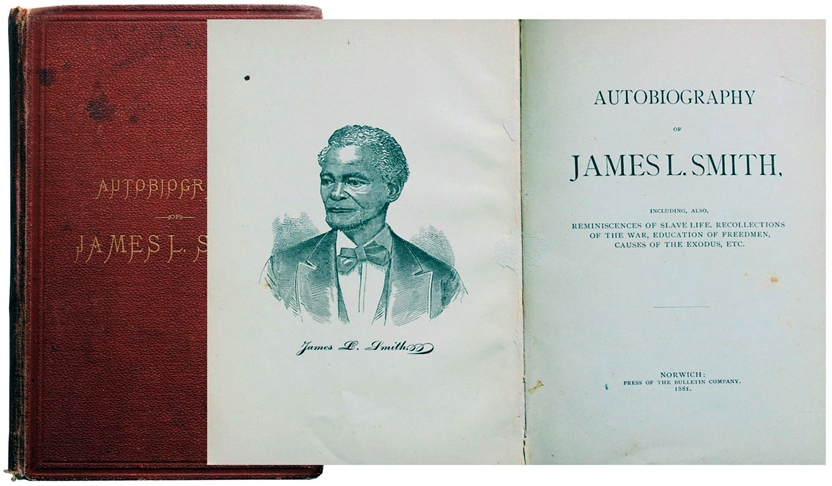 AUTOBIOGR
OF
JAMES L. S
James L. Smith
AUTOBIOGRAPHY
OF
JAMES L. SMITH,
INCLUDING, ALSO,
REMINISCENCES OF SLAVE LIFE, RECOLLECTIONS
OF THE WAR, EDUCATION OF FREEDMEN,
CAUSES OF THE EXODUS, ETC.
NORWICH:
PRESS OF THE BULLETIN COMPANY.
1881.